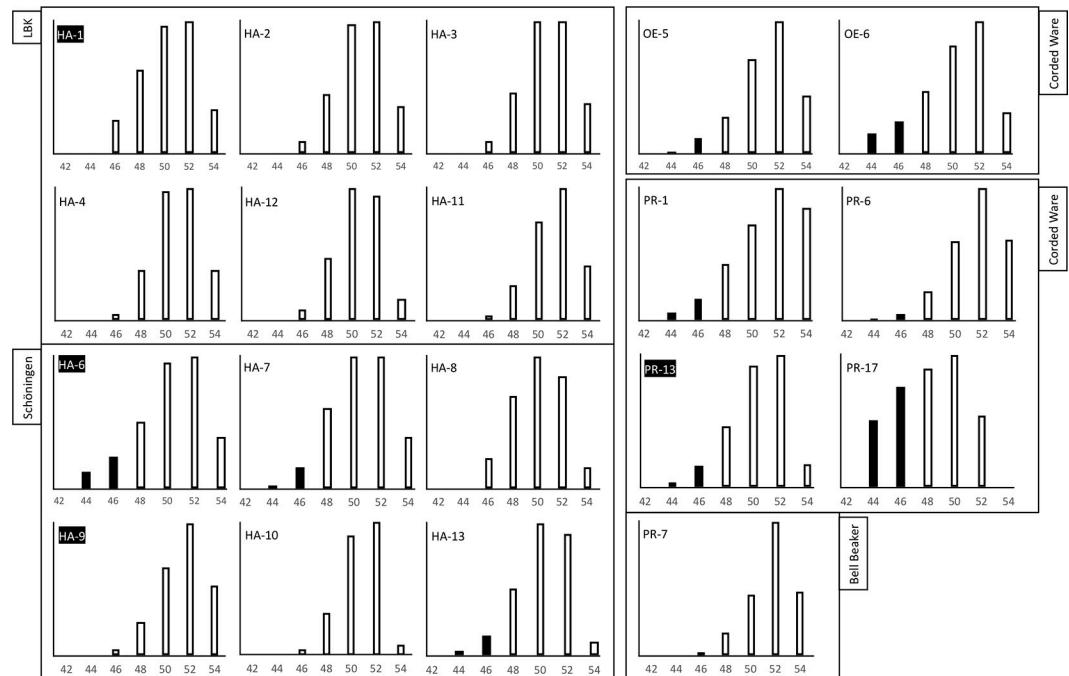 LBK
HA-1
42 44 46 48 50 52 54
HA-2
42 44 46 48 50 52 54
HA-3
42 44 46 48 50 52 54
HA-4
42 44 46 48 50 52 54
HA-12
42 44 46 48 50 52 54
HA-11
42 44 46 48 50 52 54
Schöningen
HA-6
42 44 46 48 50 52 54
HA-7
42 44 46 48 50 52 54
HA-8
42 44 46 48 50 52 54
HA-9
42 44 46 48 50 52 54
HA-10
42 44 46 48 50 52 54
HA-13
42 44 46 48 50 52 54
Corded Ware
OE-5
42 44 46 48 50 52 54
OE-6
42 44 46 48 50 52 54
Corded Ware
PR-1
42 44 46 48 50 52 54
PR-6
42 44 46 48 50 52 54
PR-13
42 44 46 48 50 52 54
PR-17
42 44 46 48 50 52 54
Bell Beaker
PR-7
42 44 46 48 50 52 54